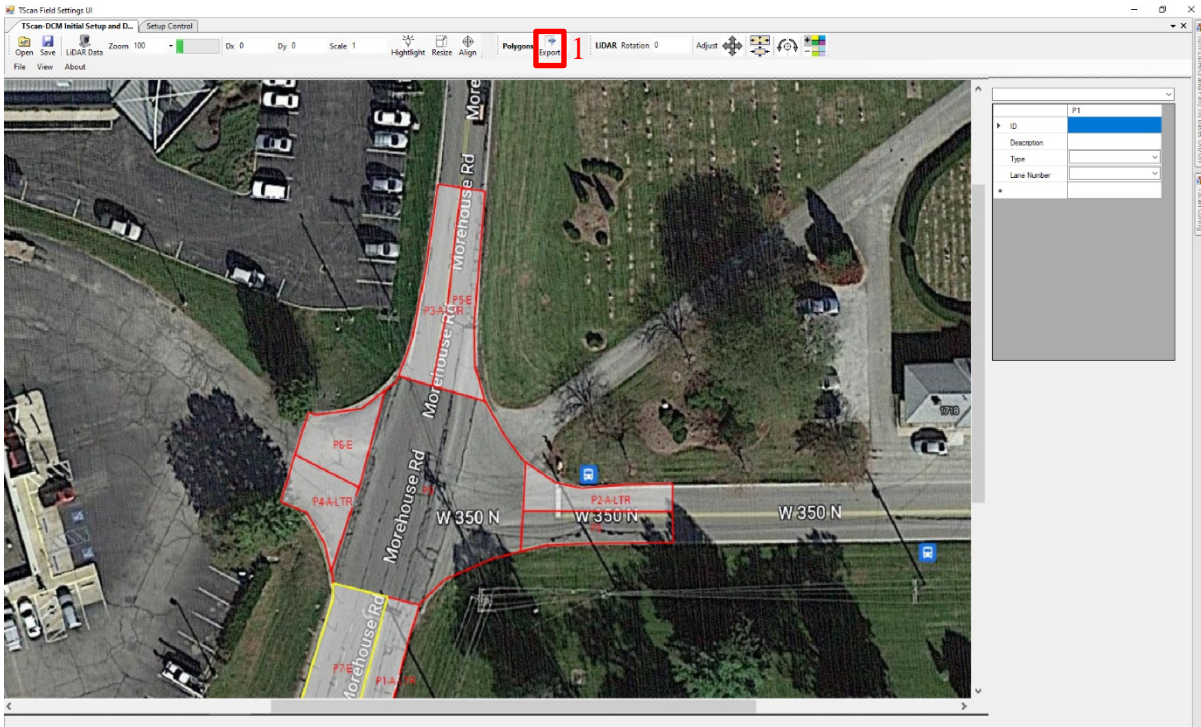 TScan Field Settings UI
TScan-DCM Initial Setup and D... Setup Control
Open Save LiDAR Data Zoom 100 Dx 0 Dy 0 Scale 1 Hightlight Resize Align Polygons Export 1 LiDAR Rotation 0 Adjust
File View About
P1
ID
Description
Type
Lane Number
More
Morehouse Rd
P5-E
P3-A-LTR
Morehouse Rd
1718
P6-E
P4-A-LTR
Morehouse Rd
P2-A-LTR
W 350 N
W 350 N
W 350 N
P7-E
Morehouse Rd
P1-A-LTR